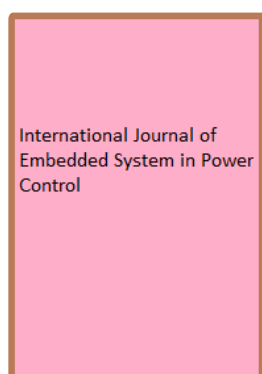 International Journal of
Embedded System in Power
Control